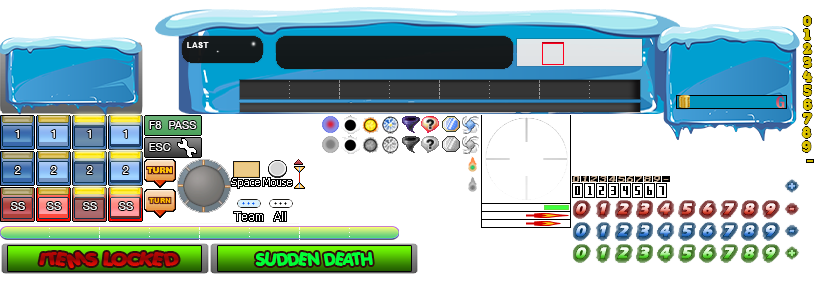 LAST
G
0
1
2
3
4
5
6
7
8
9
-
1 1 1 1
F8 PASS
ESC
2 2 2 2
TURN
SS SS SS SS
TURN
Space Mouse
Team All
0123456789-
0 1 2 3 4 5 6 7
+
0 1 2 3 4 5 6 7 8 9 -
0 1 2 3 4 5 6 7 8 9 -
0 1 2 3 4 5 6 7 8 9 +
?
?
ITEMS LOCKED
SUDDEN DEATH